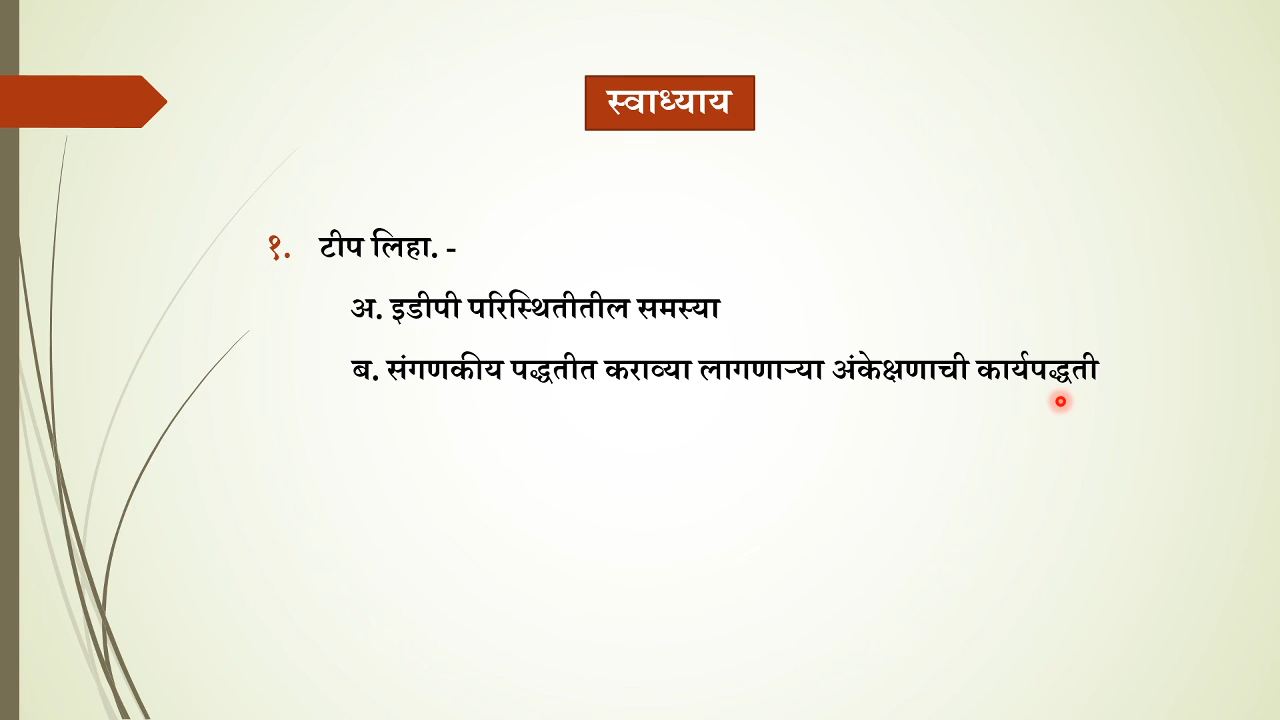 स्वाध्याय
१. टीप लिहा. -
अ. इडीपी परिस्थितीतील समस्या
ब. संगणकीय पद्धतीत कराव्या लागणाऱ्या अंकेक्षणाची कार्यपद्धती